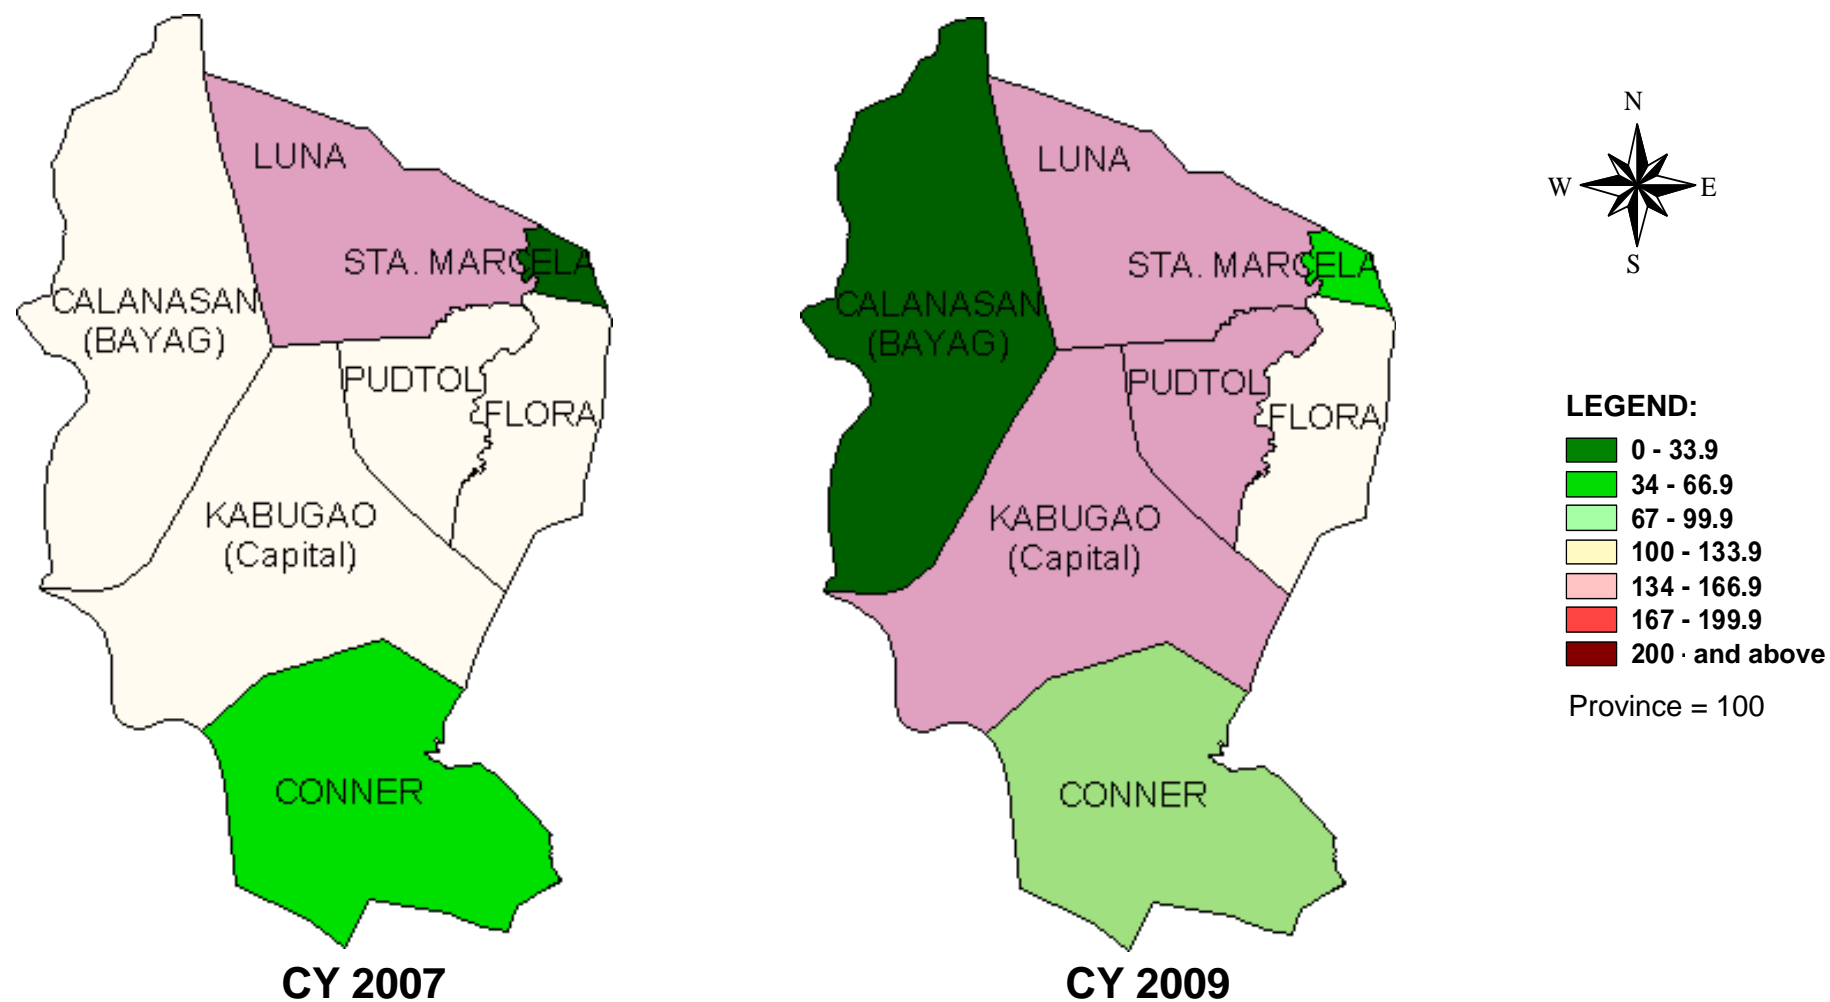 LUNA
STA. MARCELA
CALANASAN
(BAYAG)
PUDTOL
FLORA
KABUGAO
(Capital)
CONNER
CY 2007
LUNA
STA. MARCELA
CALANASAN
(BAYAG)
PUDTOL
FLORA
KABUGAO
(Capital)
CONNER
CY 2009
N
W E
S
LEGEND:
0 - 33.9
34 - 66.9
67 - 99.9
100 - 133.9
134 - 166.9
167 - 199.9
200 · and above
Province = 100